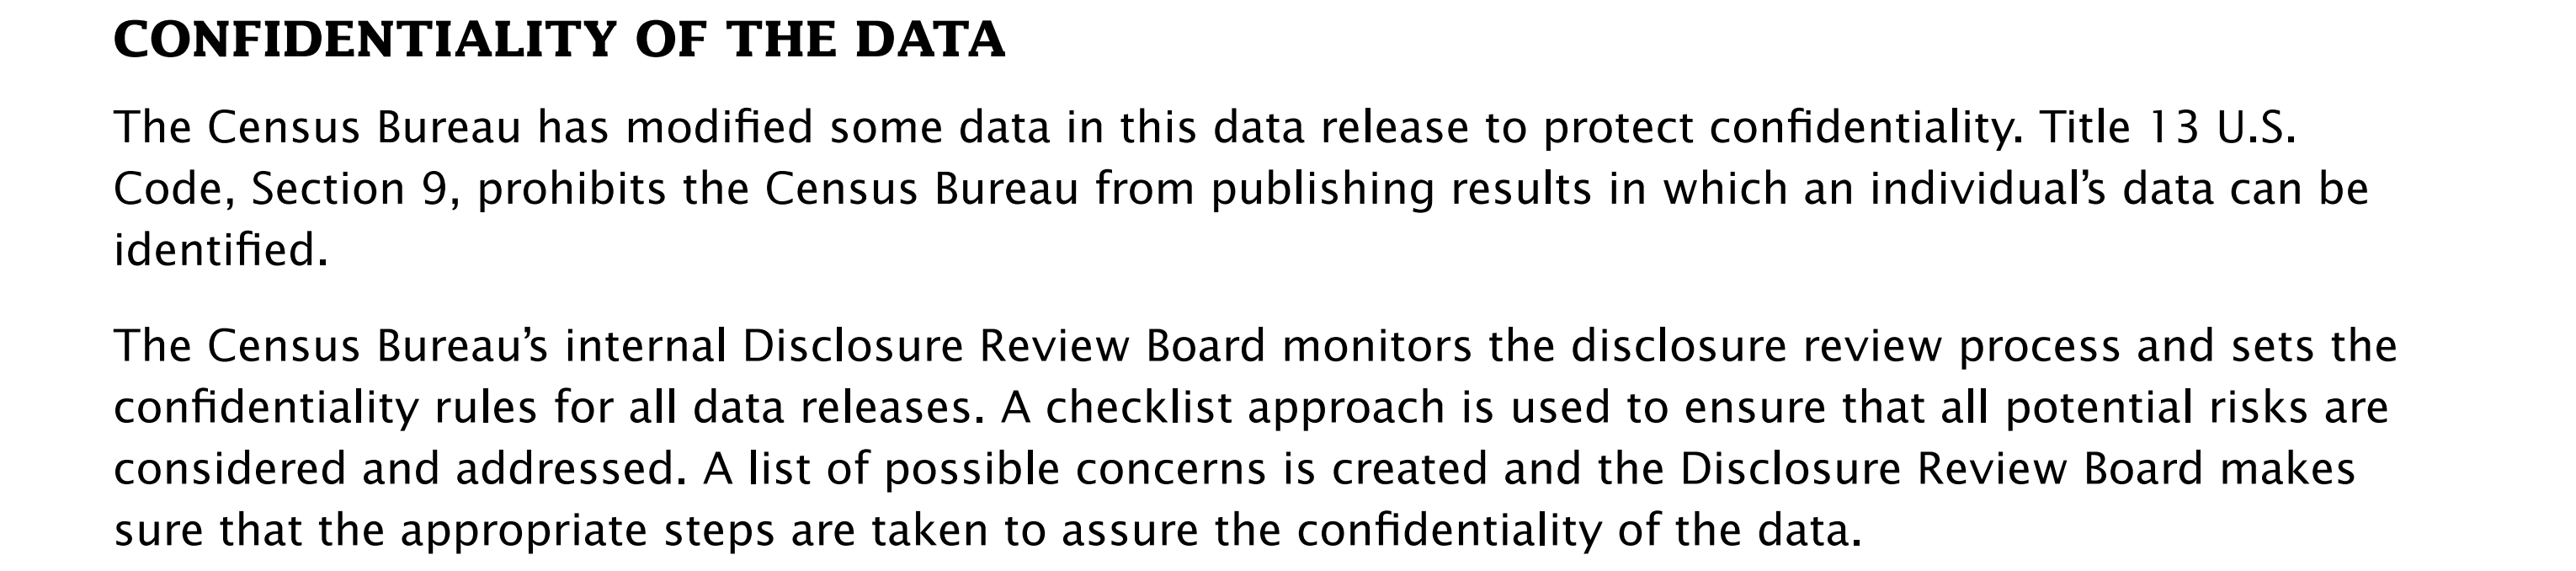 CONFIDENTIALITY OF THE DATA
The Census Bureau has modified some data in this data release to protect confidentiality. Title 13 U.S.
Code, Section 9, prohibits the Census Bureau from publishing results in which an individual’s data can be
identified.
The Census Bureau’s internal Disclosure Review Board monitors the disclosure review process and sets the
confidentiality rules for all data releases. A checklist approach is used to ensure that all potential risks are
considered and addressed. A list of possible concerns is created and the Disclosure Review Board makes
sure that the appropriate steps are taken to assure the confidentiality of the data.